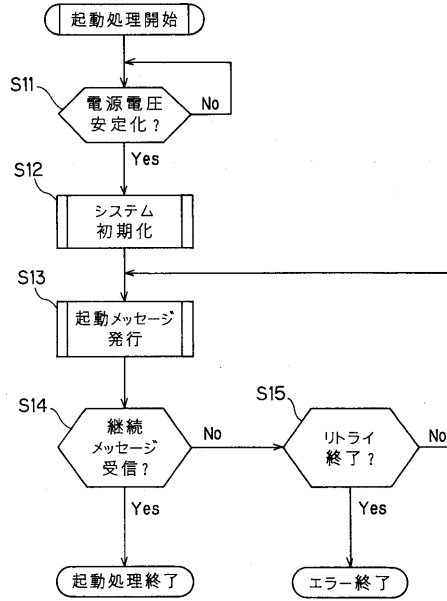 起動処理開始
S11
電源電圧
安定化?
No
Yes
S12
システム
初期化
S13
起動メッセージ
発行
S14
継続
メッセージ
受信?
No
S15
リトライ
終了?
No
Yes
Yes
起動処理終了
エラー終了